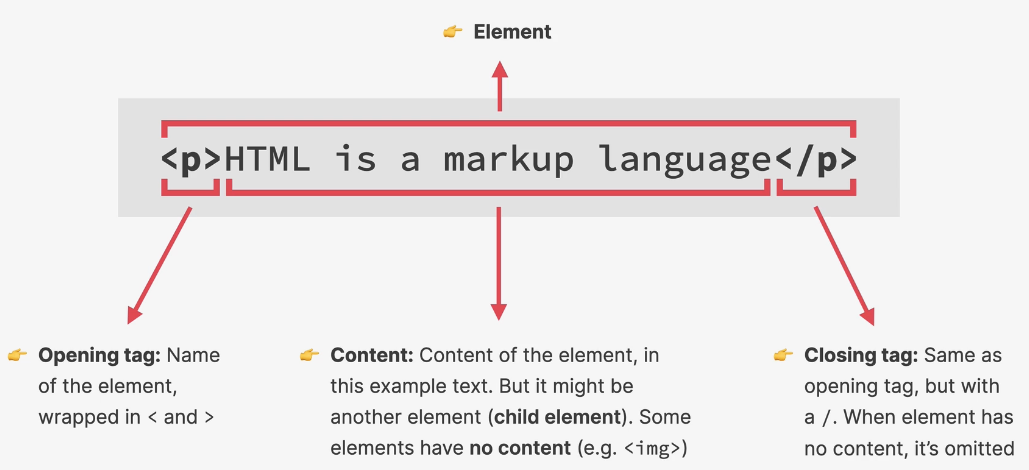 👉 Element
<p>HTML is a markup language</p>
👉 Opening tag: Name
of the element,
wrapped in < and >
👉 Content: Content of the element, in
this example text. But it might be
another element (child element). Some
elements have no content (e.g. <img>)
👉 Closing tag: Same as
opening tag, but with
a /. When element has
no content, it’s omitted